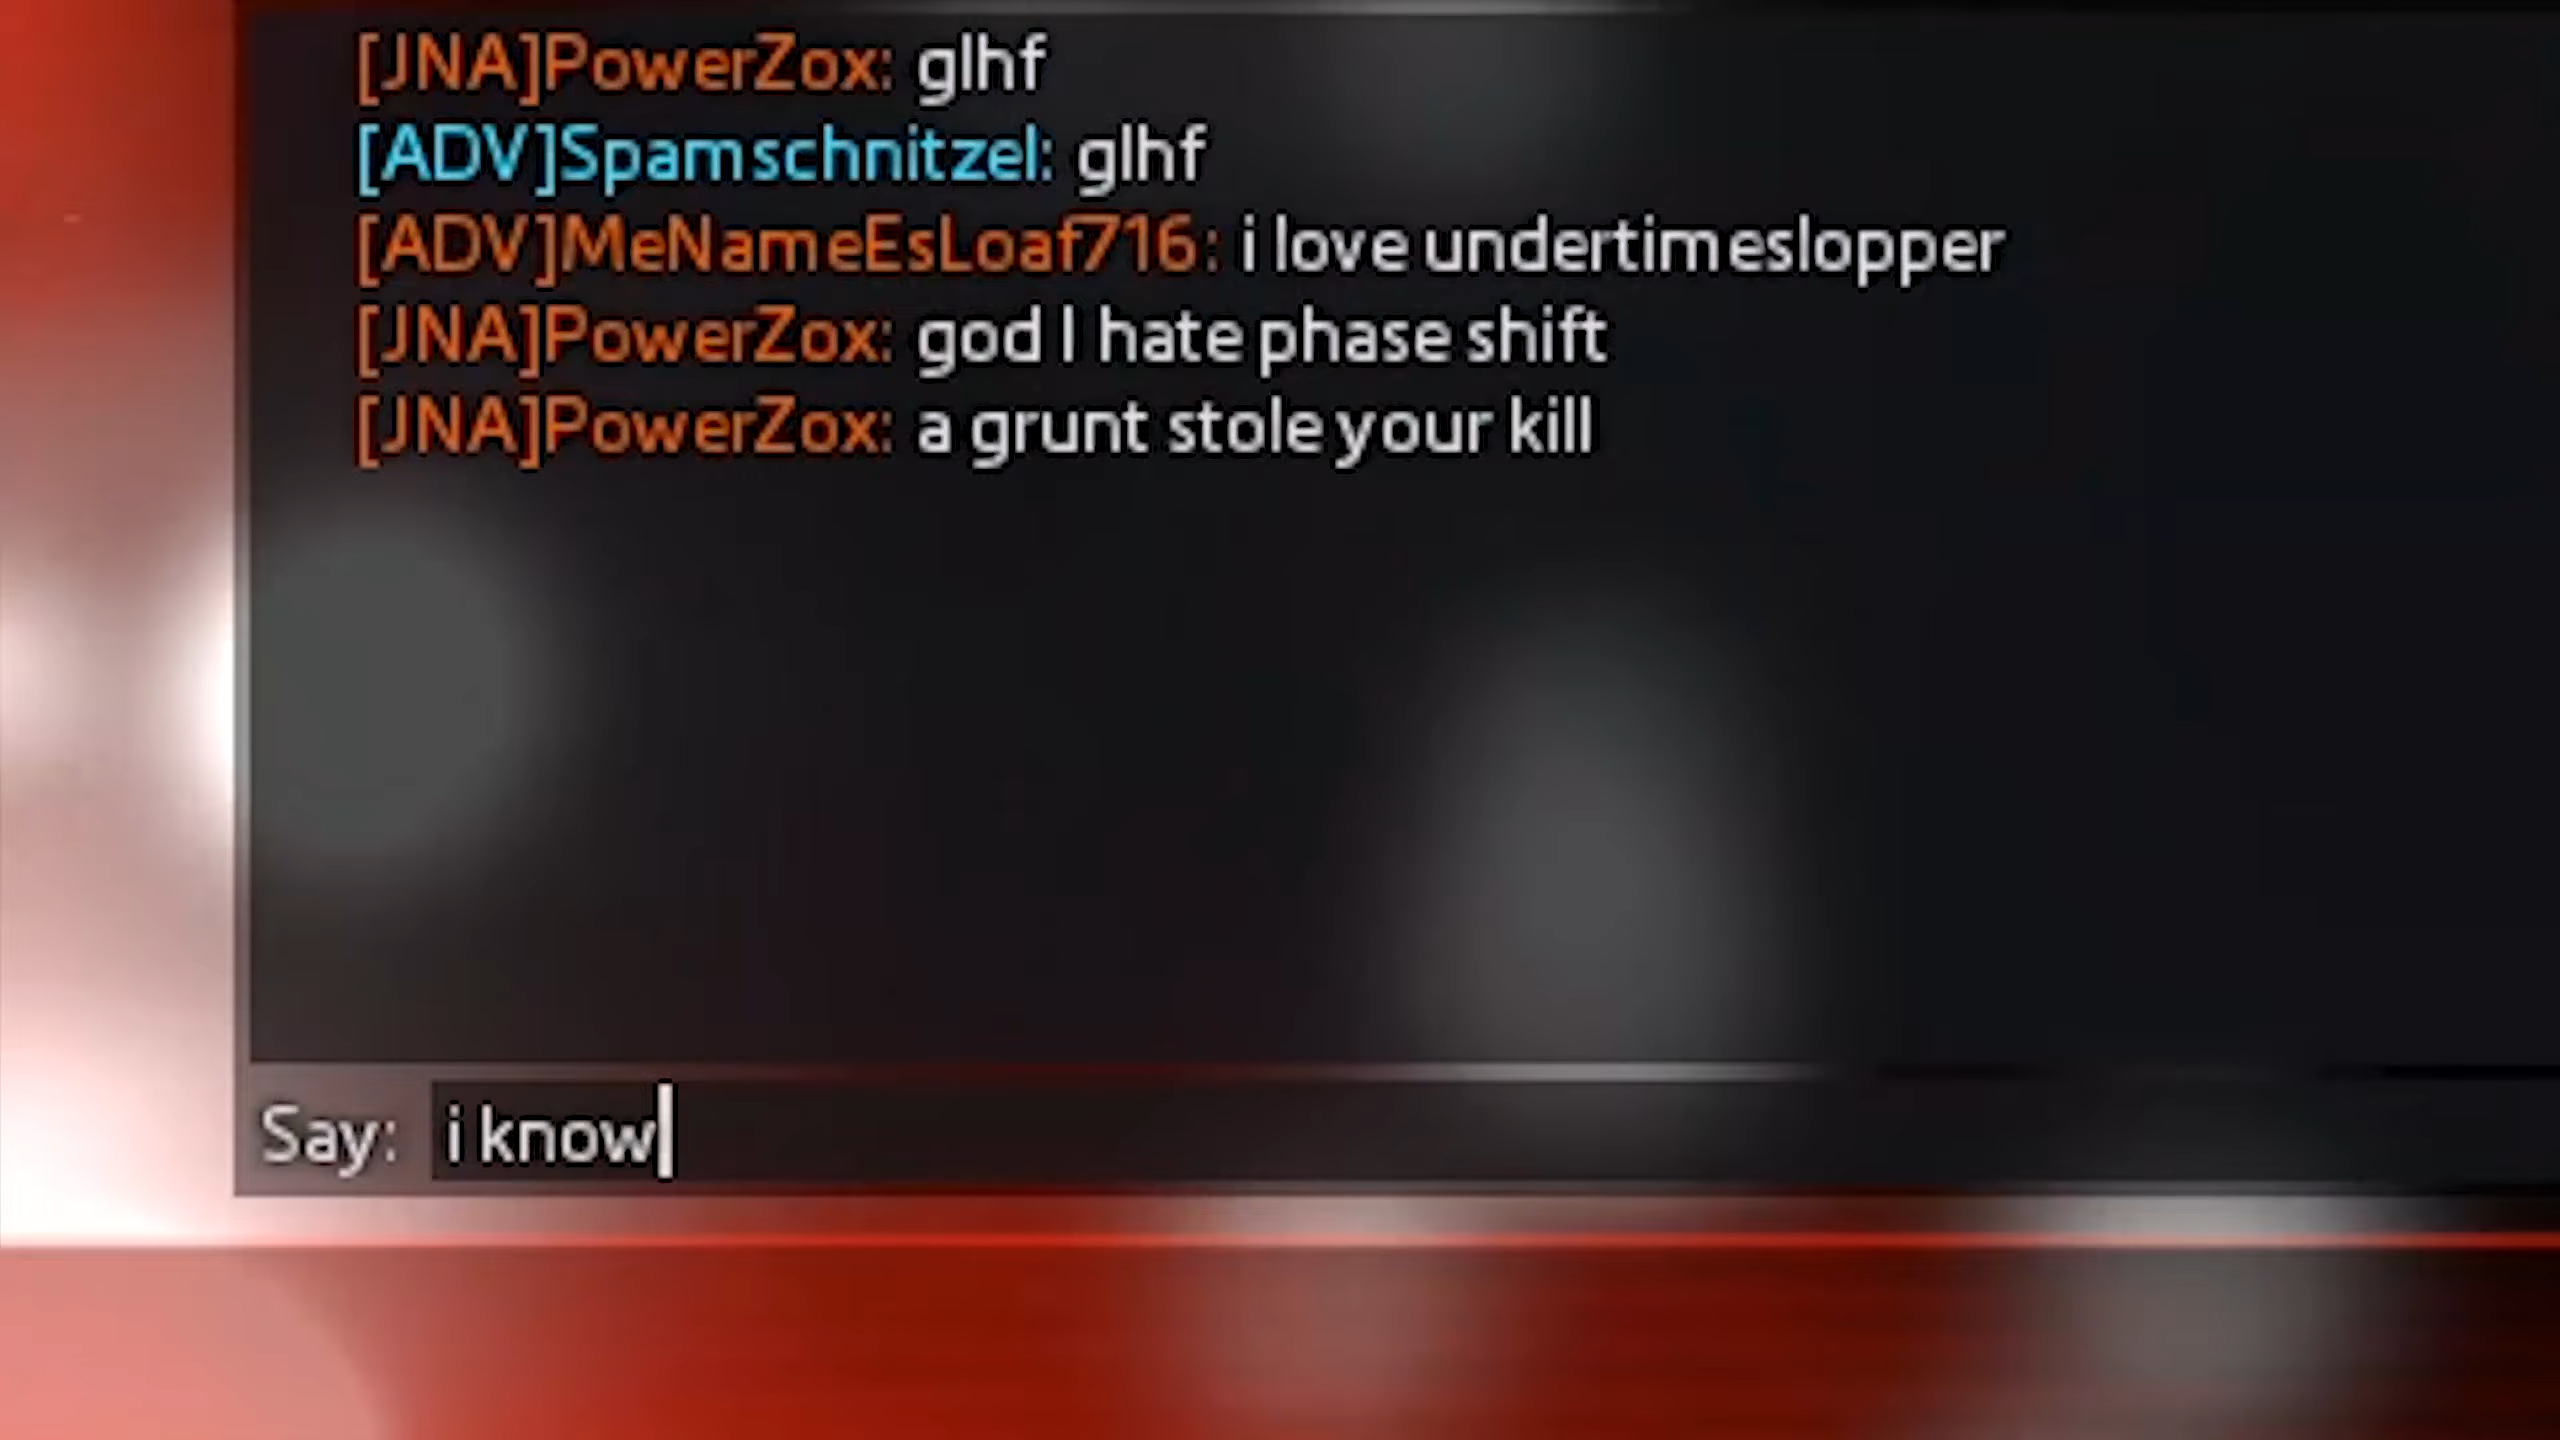 [JNA]PowerZox: glhf
[ADV]Spamschnitzel: glhf
[ADV]MeNameEsLoaf716: i love undertimeslopper
[JNA]PowerZox: god I hate phase shift
[JNA]PowerZox: a grunt stole your kill
Say: i know